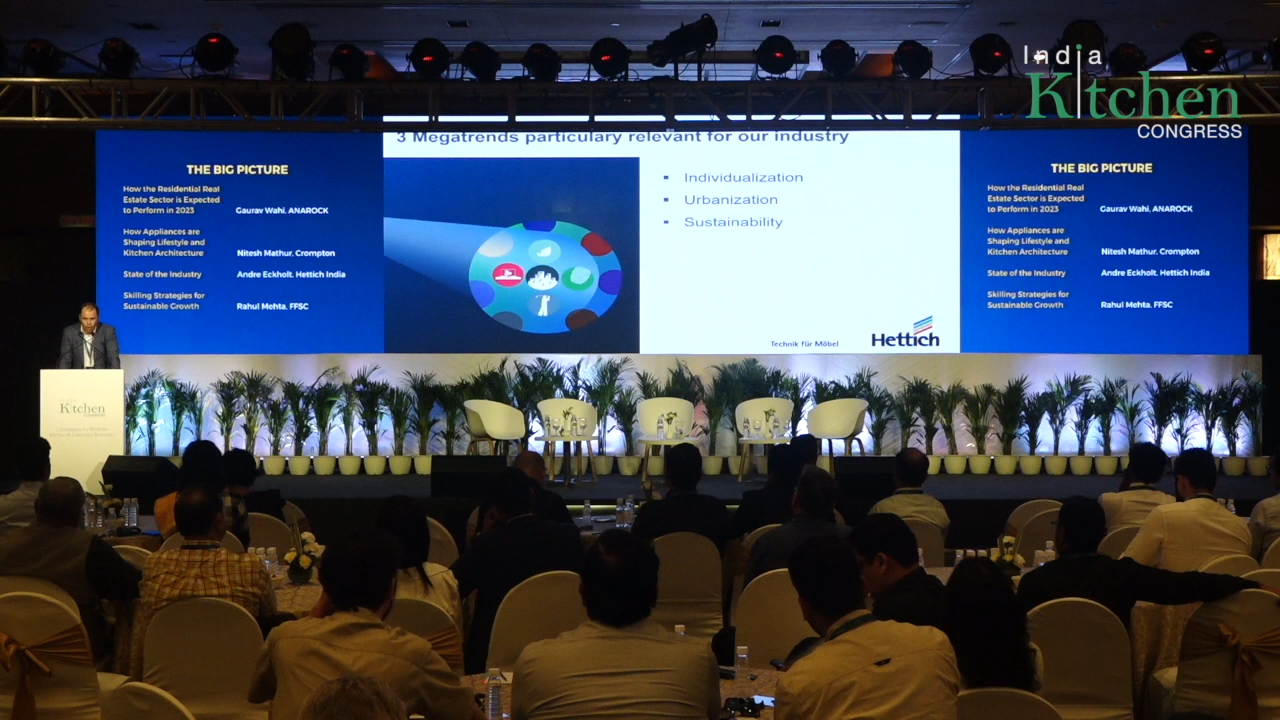 India
Kitchen
CONGRESS
THE BIG PICTURE
How the Residential Real
Estate Sector is Expected
to Perform in 2023
Gaurav Wahi, ANAROCK
How Appliances are
Shaping Lifestyle and
Kitchen Architecture
Nitesh Mathur, Crompton
State of the Industry
Andre Eckholt, Hettich India
Skilling Strategies for
Sustainable Growth
Rahul Mehta, FFSC
3 Megatrends particulary relevant for our industry
Individualization
Urbanization
Sustainability
Technik für Möbel
Hettich
THE BIG PICTURE
How the Residential Real
Estate Sector is Expected
to Perform in 2023
Gaurav Wahi, ANAROCK
How Appliances are
Shaping Lifestyle and
Kitchen Architecture
Nitesh Mathur, Crompton
State of the Industry
Andre Eckholt, Hettich India
Skilling Strategies for
Sustainable Growth
Rahul Mehta, FFSC
Kitchen
CONGRESS